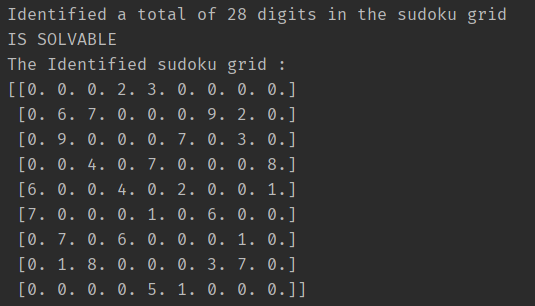 Identified a total of 28 digits in the sudoku grid
IS SOLVABLE
The Identified sudoku grid :
[[0. 0. 0. 2. 3. 0. 0. 0. 0.]
 [0. 6. 7. 0. 0. 0. 9. 2. 0.]
 [0. 9. 0. 0. 0. 7. 0. 3. 0.]
 [0. 0. 4. 0. 7. 0. 0. 0. 8.]
 [6. 0. 0. 4. 0. 2. 0. 0. 1.]
 [7. 0. 0. 0. 1. 0. 6. 0. 0.]
 [0. 7. 0. 6. 0. 0. 0. 1. 0.]
 [0. 1. 8. 0. 0. 0. 3. 7. 0.]
 [0. 0. 0. 0. 5. 1. 0. 0. 0.]]